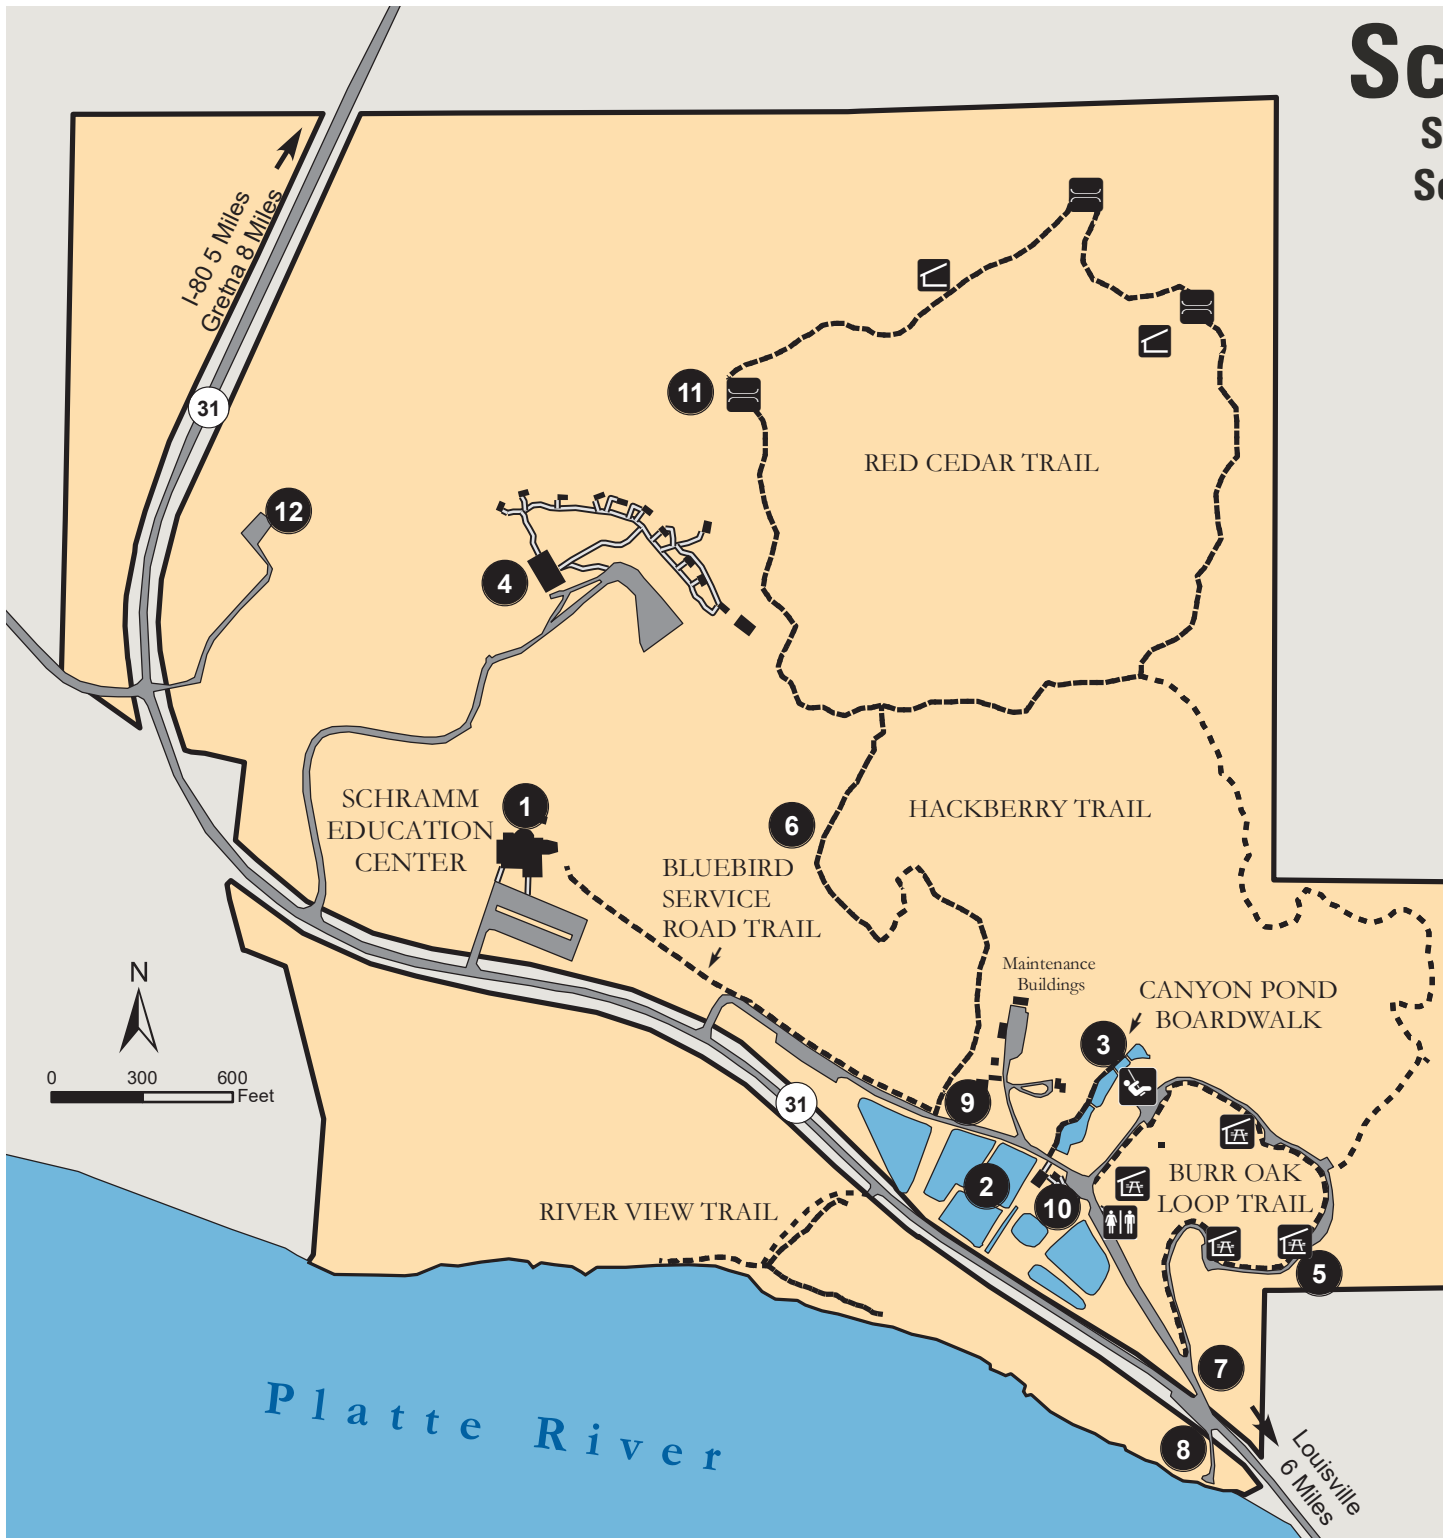 Sc
S
Sc
I-80 5 Miles
Gretna 8 Miles
31
11
RED CEDAR TRAIL
12
4
SCHRAMM
EDUCATION
CENTER
1
6
HACKBERRY TRAIL
BLUEBIRD
SERVICE
ROAD TRAIL
Maintenance
Buildings
CANYON POND
BOARDWALK
N
0 300 600
Feet
3
31
9
2
10
BURR OAK
LOOP TRAIL
RIVER VIEW TRAIL
5
7
8
Platte River
Louisville
6 Miles